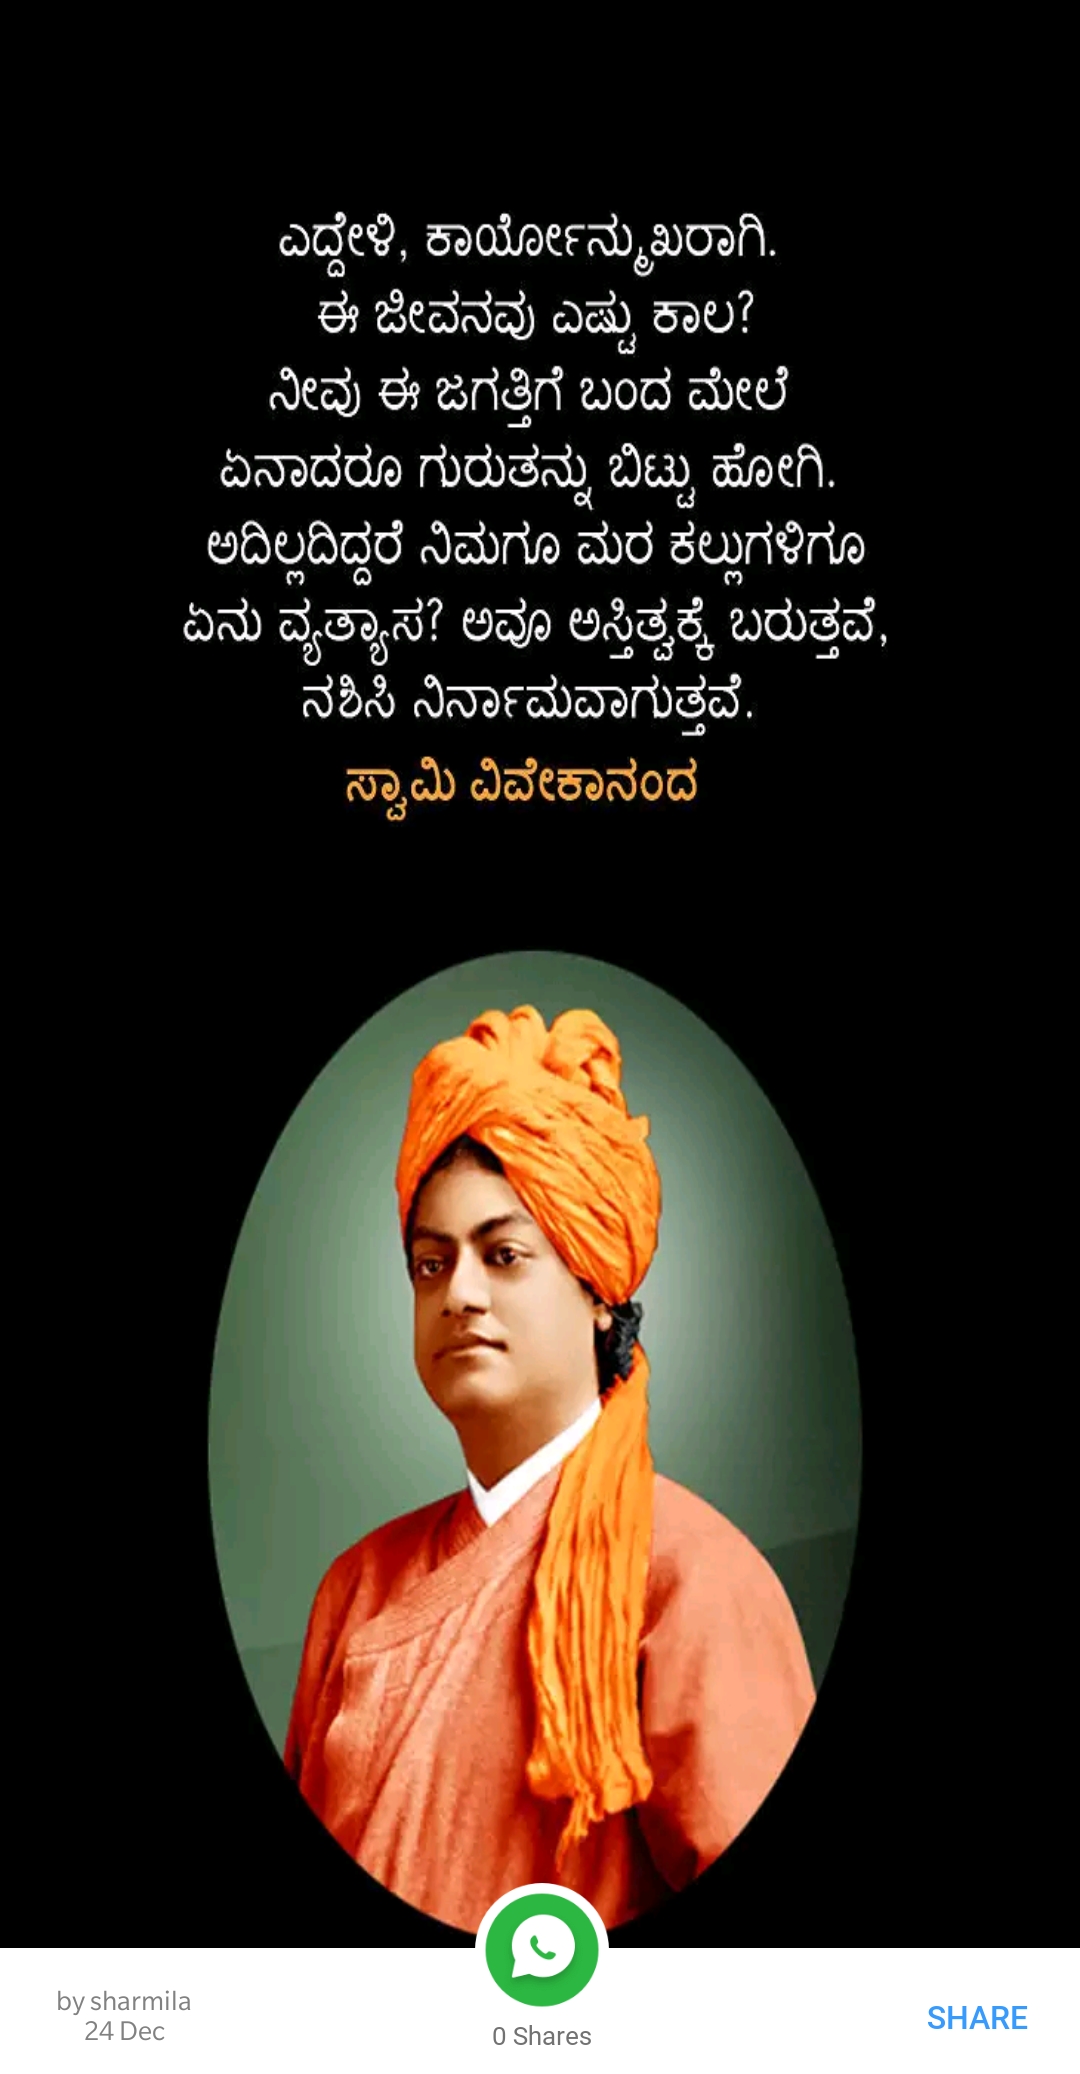 ಎದ್ದೇಳಿ, ಕಾರ್ಯೋನ್ಮುಖರಾಗಿ.
ಈ ಜೀವನವು ಎಷ್ಟು ಕಾಲ?
ನೀವು ಈ ಜಗತ್ತಿಗೆ ಬಂದ ಮೇಲೆ
ಏನಾದರೂ ಗುರುತನ್ನು ಬಿಟ್ಟು ಹೋಗಿ.
ಅದಿಲ್ಲದಿದ್ದರೆ ನಿಮಗೂ ಮರ ಕಲ್ಲುಗಳಿಗೂ
ಏನು ವ್ಯತ್ಯಾಸ? ಅವೂ ಅಸ್ತಿತ್ವಕ್ಕೆ ಬರುತ್ತವೆ,
ನಶಿಸಿ ನಿರ್ನಾಮವಾಗುತ್ತವೆ.
ಸ್ವಾಮಿ ವಿವೇಕಾನಂದ
by sharmila
24 Dec
0 Shares
SHARE